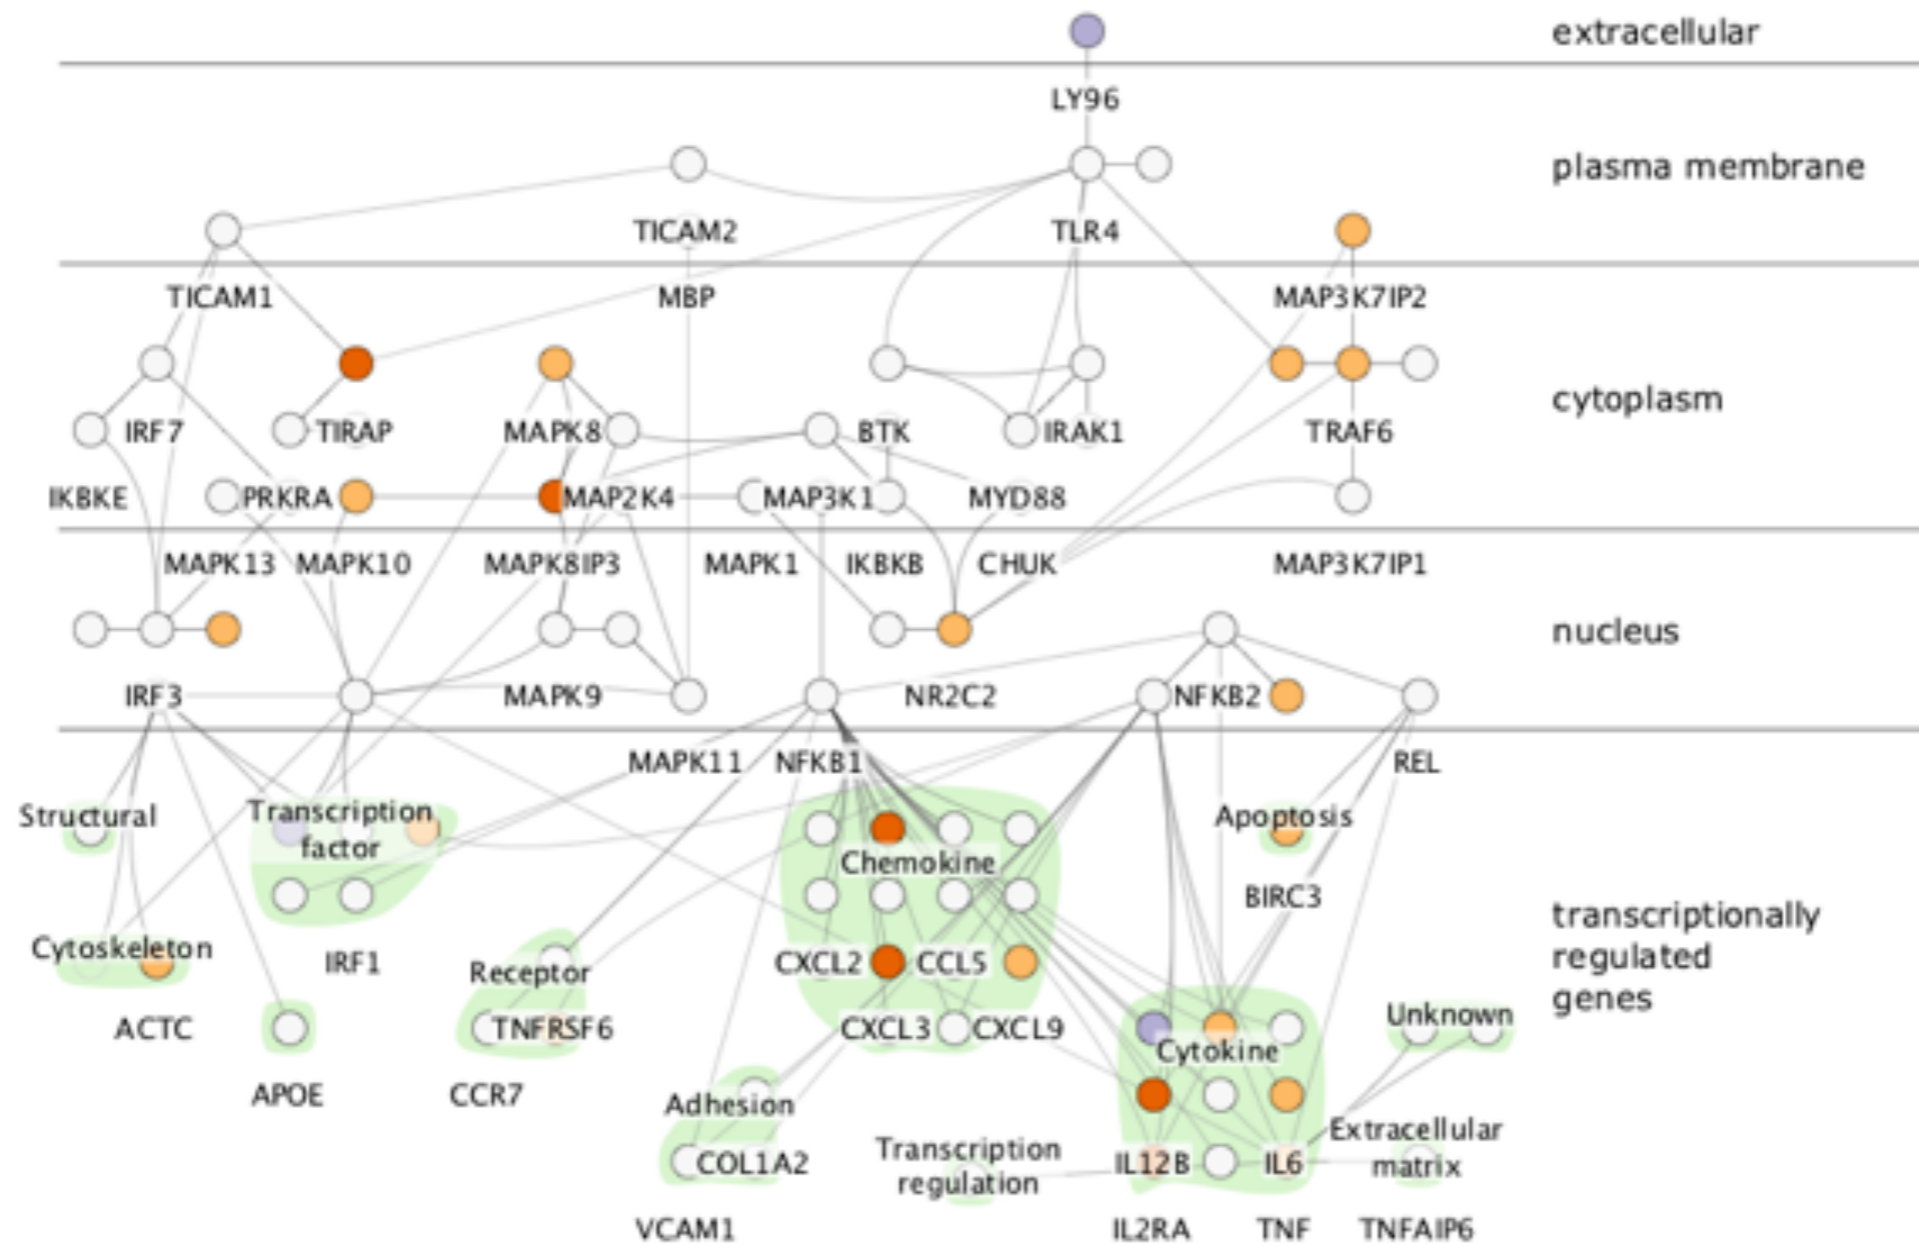 extracellular
LY96
plasma membrane
TICAM2
TLR4
TICAM1
MBP
MAP3K7IP2
cytoplasm
IRF7
TIRAP
MAPK8
BTK
IRAK1
TRAF6
IKBKE
PRKRA
MAP2K4
MAP3K1
MYD88
MAPK13
MAPK10
MAPK8IP3
MAPK1
IKBKB
CHUK
MAP3K7IP1
nucleus
IRF3
MAPK9
NR2C2
NFKB2
MAPK11
NFKB1
REL
Structural
Transcription
factor
Apoptosis
Chemokine
BIRC3
transcriptionally
regulated
genes
Cytoskeleton
IRF1
Receptor
CXCL2
CCL5
ACTC
TNFRSF6
CXCL3
CXCL9
Unknown
Cytokine
APOE
CCR7
Adhesion
Extracellular
matrix
COL1A2
Transcription
regulation
IL12B
IL6
VCAM1
IL2RA
TNF
TNFAIP6